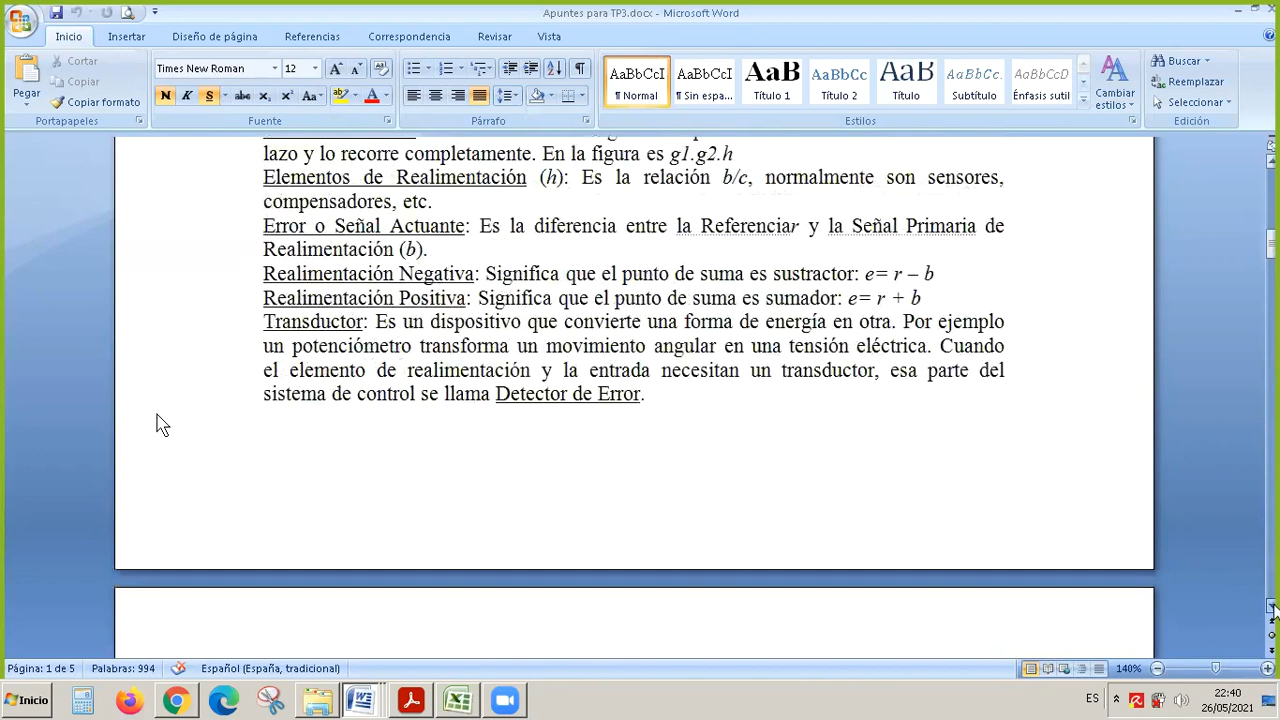 Apuntes para TP3.docx - Microsoft Word
Inicio Insertar Diseño de página Referencias Correspondencia Revisar Vista
Pegar
Cortar
Copiar
Copiar formato
Portapapeles
Times New Roman 12
N K S abc x₂ x² Aa
Fuente
Párrafo
AaBbCcI AaBbCcI AaB AaBbCc AaB AaBbCc. AaBbCcD
¶ Normal ¶ Sin espa... Título 1 Título 2 Título Subtítulo Énfasis sutil
Cambiar estilos
Estilos
Buscar
Reemplazar
Seleccionar
Edición
lazo y lo recorre completamente. En la figura es g1.g2.h
Elementos de Realimentación (h): Es la relación b/c, normalmente son sensores,
compensadores, etc.
Error o Señal Actuante: Es la diferencia entre la Referenciar y la Señal Primaria de
Realimentación (b).
Realimentación Negativa: Significa que el punto de suma es sustractor: e= r – b
Realimentación Positiva: Significa que el punto de suma es sumador: e= r + b
Transductor: Es un dispositivo que convierte una forma de energía en otra. Por ejemplo
un potenciómetro transforma un movimiento angular en una tensión eléctrica. Cuando
el elemento de realimentación y la entrada necesitan un transductor, esa parte del
sistema de control se llama Detector de Error.
Página: 1 de 5 Palabras: 994 Español (España, tradicional) 140%
Inicio ES 22:40
26/05/2021